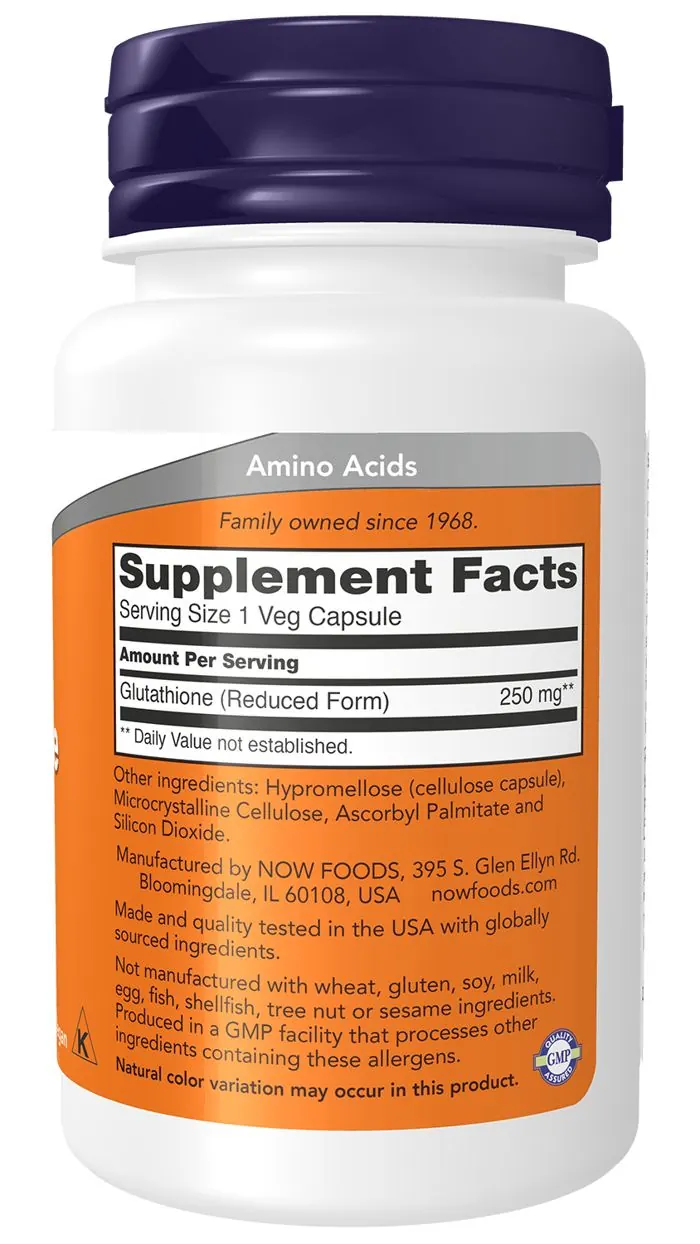 Amino Acids
Family owned since 1968.
Supplement Facts
Serving Size 1 Veg Capsule
Amount Per Serving
Glutathione (Reduced Form) 250 mg**
** Daily Value not established.
Other ingredients: Hypromellose (cellulose capsule),
Microcrystalline Cellulose, Ascorbyl Palmitate and
Silicon Dioxide.
Manufactured by NOW FOODS, 395 S. Glen Ellyn Rd.
Bloomingdale, IL 60108, USA nowfoods.com
Made and quality tested in the USA with globally
sourced ingredients.
Not manufactured with wheat, gluten, soy, milk,
egg, fish, shellfish, tree nut or sesame ingredients.
Produced in a GMP facility that processes other
ingredients containing these allergens.
Natural color variation may occur in this product.
K
QUALITY
GMP
ASSURED